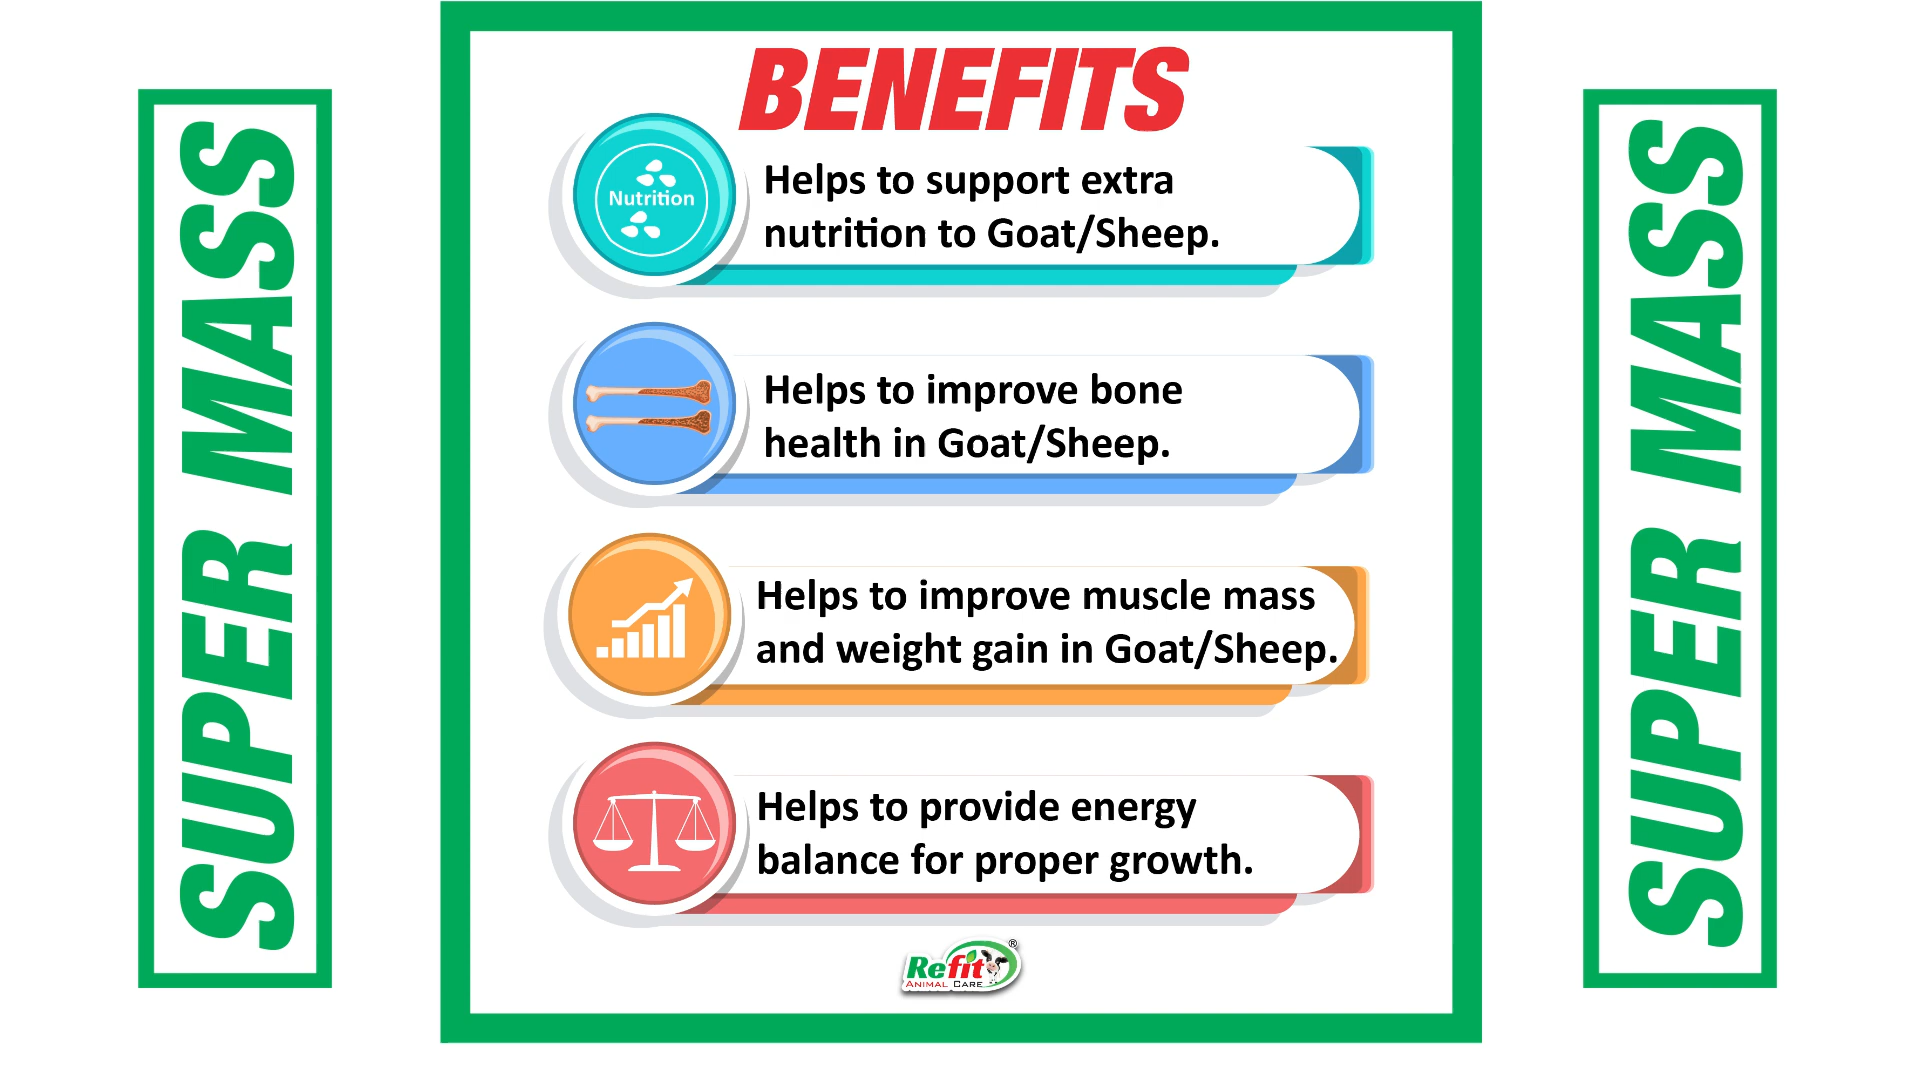 SUPER MASS
BENEFITS
Nutrition
Helps to support extra
nutrition to Goat/Sheep.
Helps to improve bone
health in Goat/Sheep.
Helps to improve muscle mass
and weight gain in Goat/Sheep.
Helps to provide energy
balance for proper growth.
Refit®
ANIMAL CARE
SUPER MASS